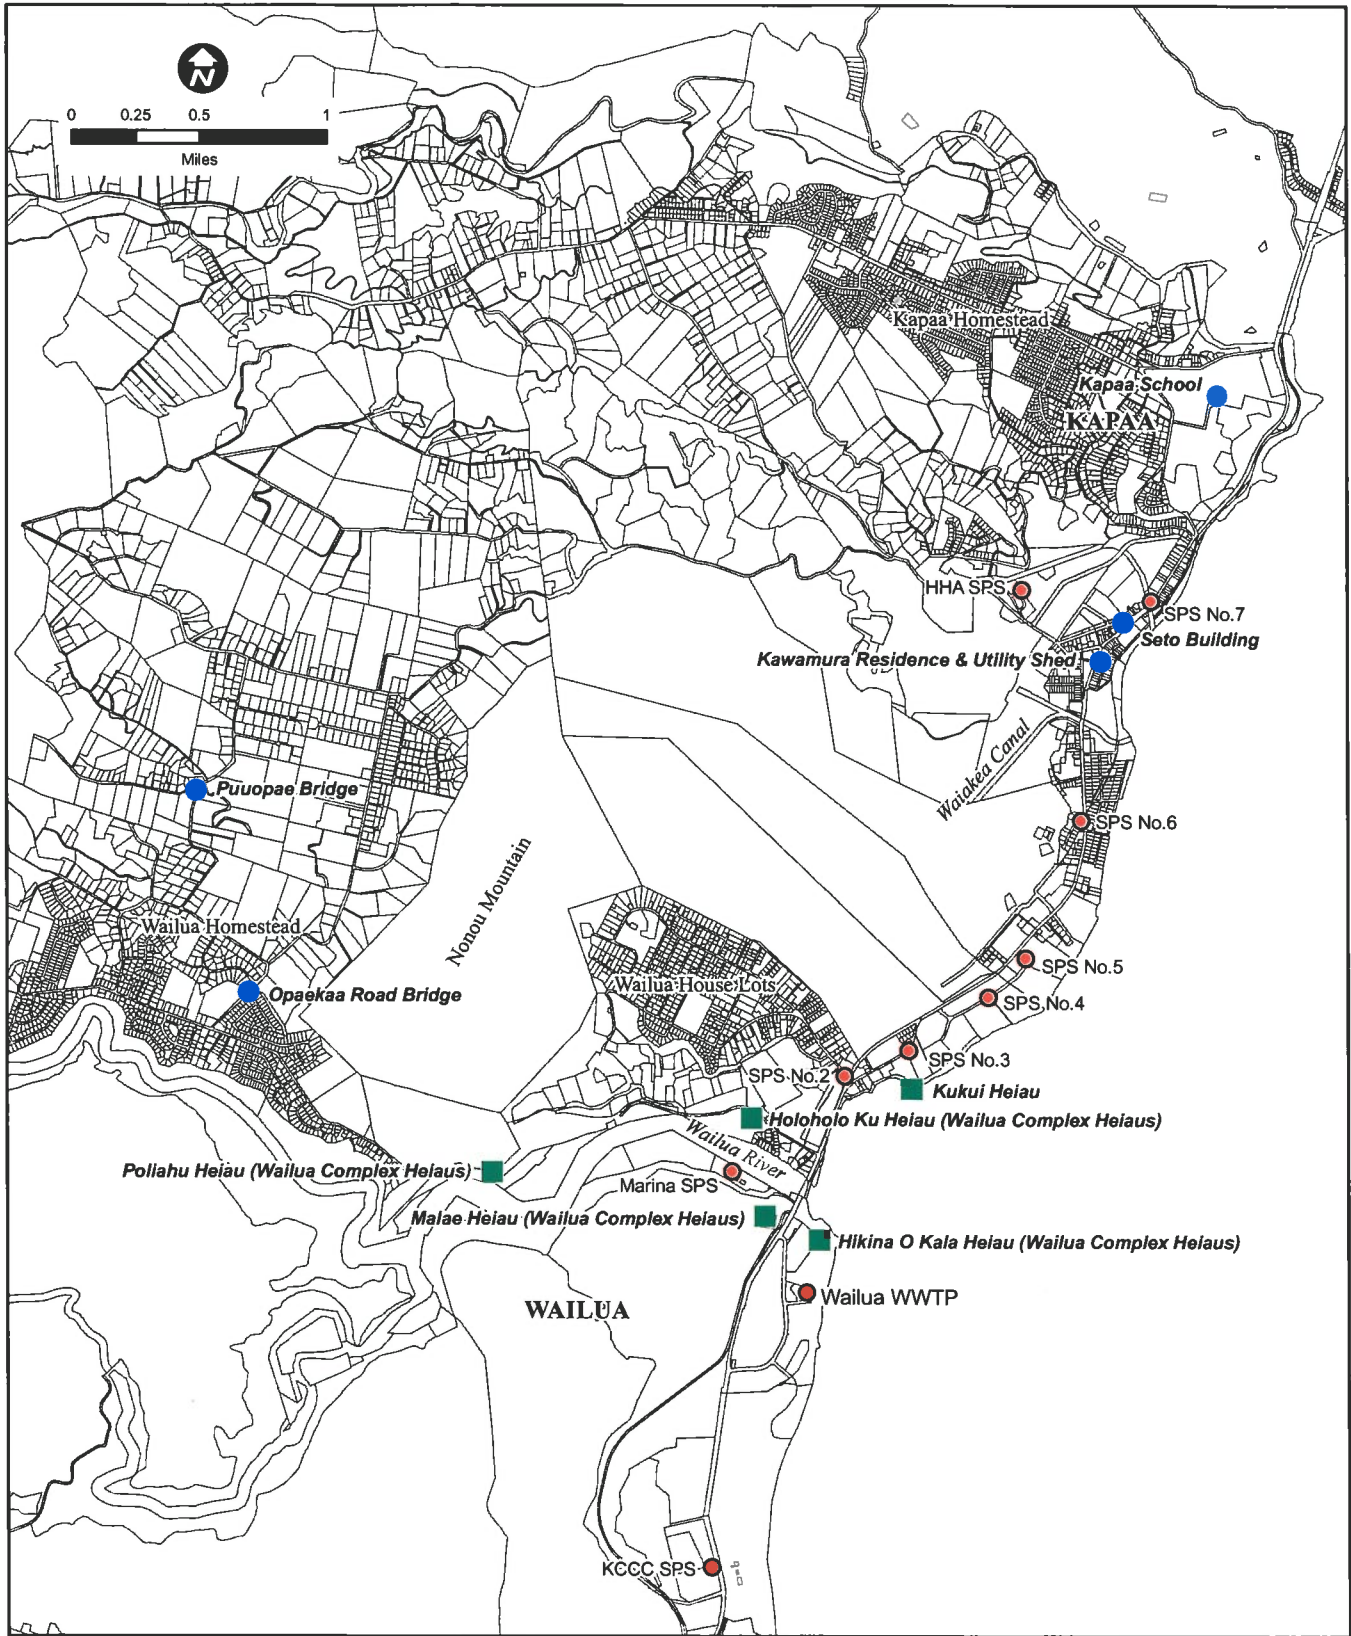 N
0 0.25 0.5 1
Miles
Kapaa Homestead
Kapaa School
KAPAA
HHA SPS
SPS No.7
Seto Building
Kawamura Residence & Utility Shed
Waiakea Canal
Puuopae Bridge
SPS No.6
Nonou Mountain
Wailua Homestead
SPS No.5
Wailua House Lots
Opaekaa Road Bridge
SPS No.4
SPS No.3
SPS No.2
Kukui Heiau
Holoholo Ku Heiau (Wailua Complex Heiaus)
Wailua River
Poliahu Heiau (Wailua Complex Heiaus)
Marina SPS
Malae Heiau (Wailua Complex Heiaus)
Hikina O Kala Heiau (Wailua Complex Heiaus)
Wailua WWTP
WAILUA
KCCC SPS